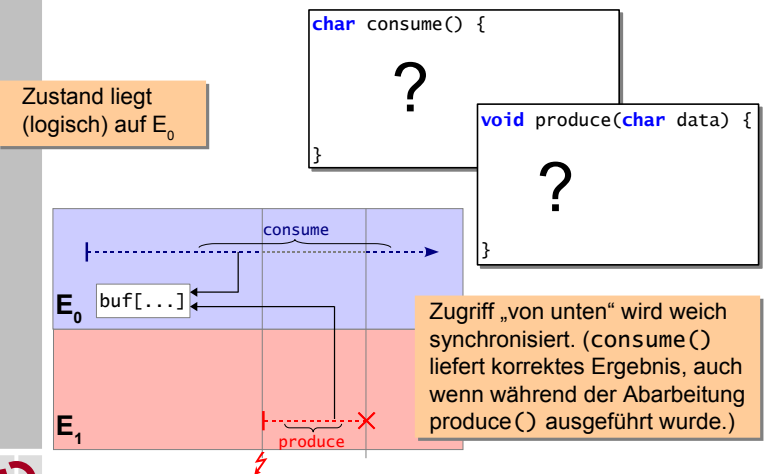 char consume() {
?
}
Zustand liegt
(logisch) auf E0
void produce(char data) {
?
}
consume
buf[...]
E0
Zugriff „von unten“ wird weich
synchronisiert. (consume()
liefert korrektes Ergebnis, auch
wenn während der Abarbeitung
produce() ausgeführt wurde.)
E1
produce